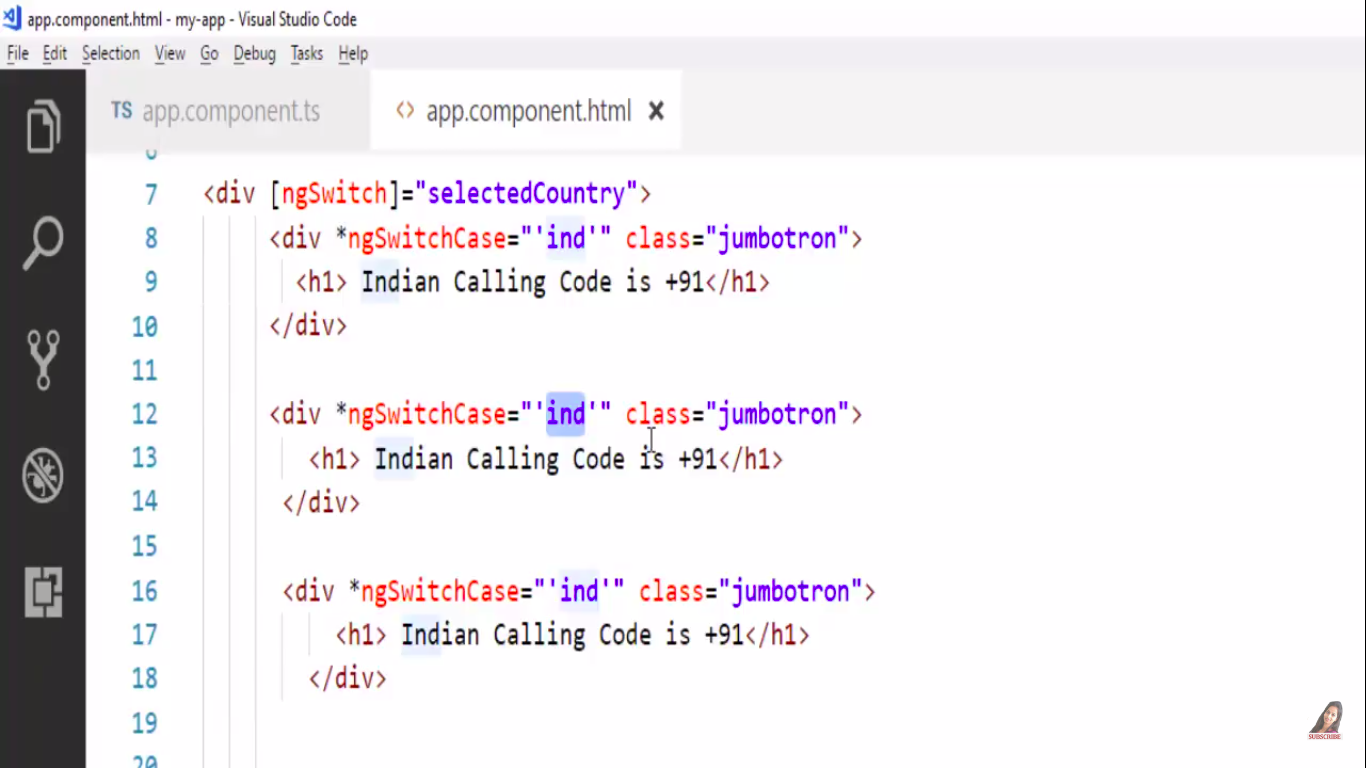 app.component.html - my-app - Visual Studio Code
File Edit Selection View Go Debug Tasks Help
TS app.component.ts <> app.component.html ×
6
7 <div [ngSwitch]="selectedCountry">
8 <div *ngSwitchCase="'ind'" class="jumbotron">
9 <h1> Indian Calling Code is +91</h1>
10 </div>
11
12 <div *ngSwitchCase="'ind'" class="jumbotron">
13 <h1> Indian Calling Code is +91</h1>
14 </div>
15
16 <div *ngSwitchCase="'ind'" class="jumbotron">
17 <h1> Indian Calling Code is +91</h1>
18 </div>
19
20
SUBSCRIBE